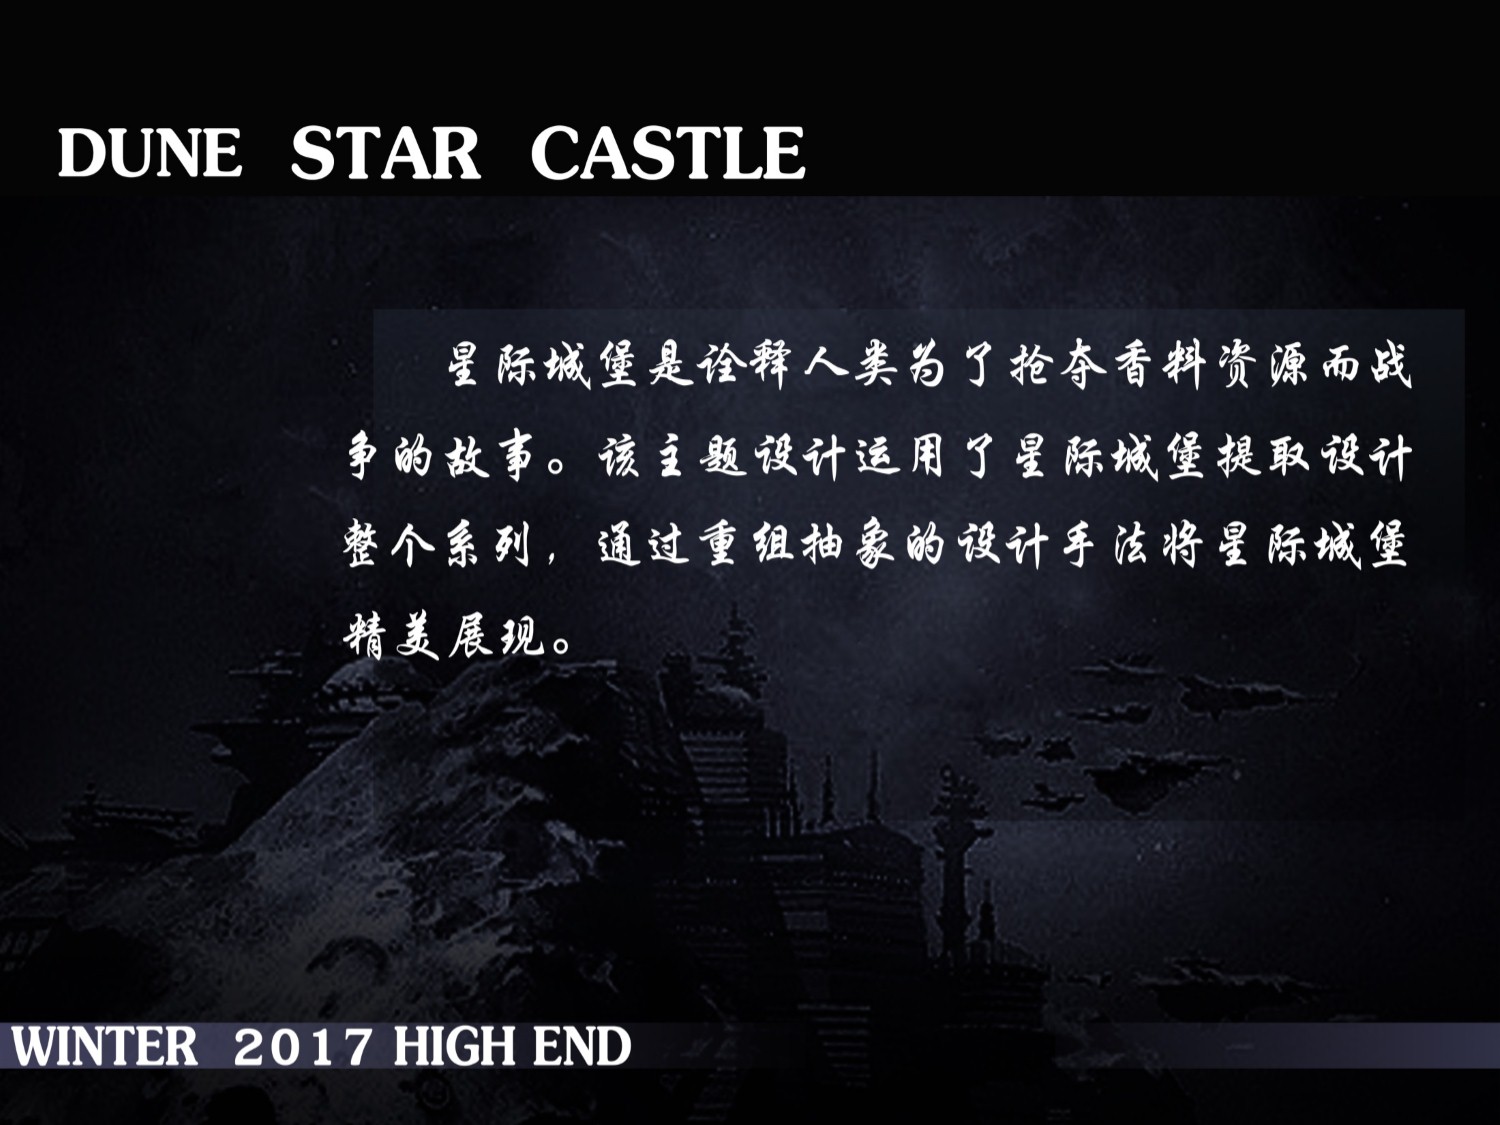 DUNE STAR CASTLE
星际城堡是诠释人类为了抢夺香料资源而战
争的故事。该主题设计运用了星际城堡提取设计
整个系列，通过重组抽象的设计手法将星际城堡
精美展现。
WINTER 2017 HIGH END